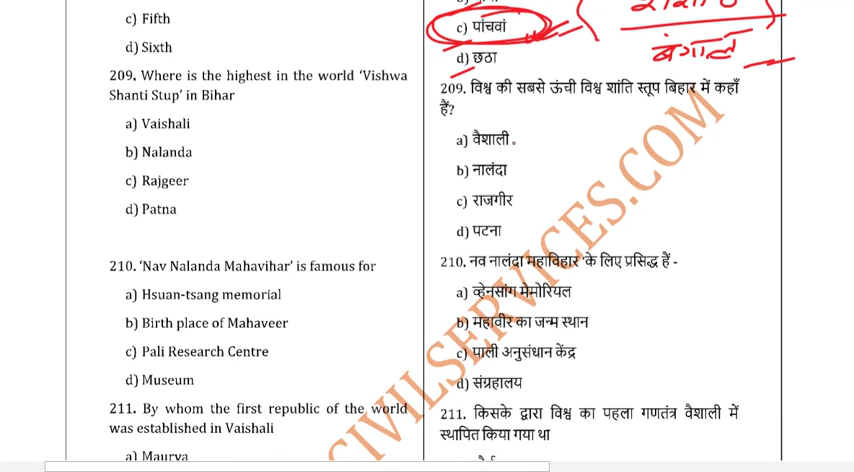 c) Fifth
d) Sixth
209. Where is the highest in the world ‘Vishwa
Shanti Stup’ in Bihar
a) Vaishali
b) Nalanda
c) Rajgeer
d) Patna
210. ‘Nav Nalanda Mahavihar’ is famous for
a) Hsuan-tsang memorial
b) Birth place of Mahaveer
c) Pali Research Centre
d) Museum
211. By whom the first republic of the world
was established in Vaishali
a) Maurya
c) पांचवां
बंगाल
d) छठा
209. विश्व की सबसे ऊंची विश्व शांति स्तूप बिहार में कहाँ
हैं?
a) वैशाली
b) नालंदा
c) राजगीर
d) पटना
210. नव नालंदा महाविहार के लिए प्रसिद्ध हैं -
a) व्हेनसांग मेमोरियल
b) महावीर का जन्म स्थान
c) पाली अनुसंधान केंद्र
d) संग्रहालय
211. किसके द्वारा विश्व का पहला गणतंत्र वैशाली में
स्थापित किया गया था
CIVILSERVICES.COM